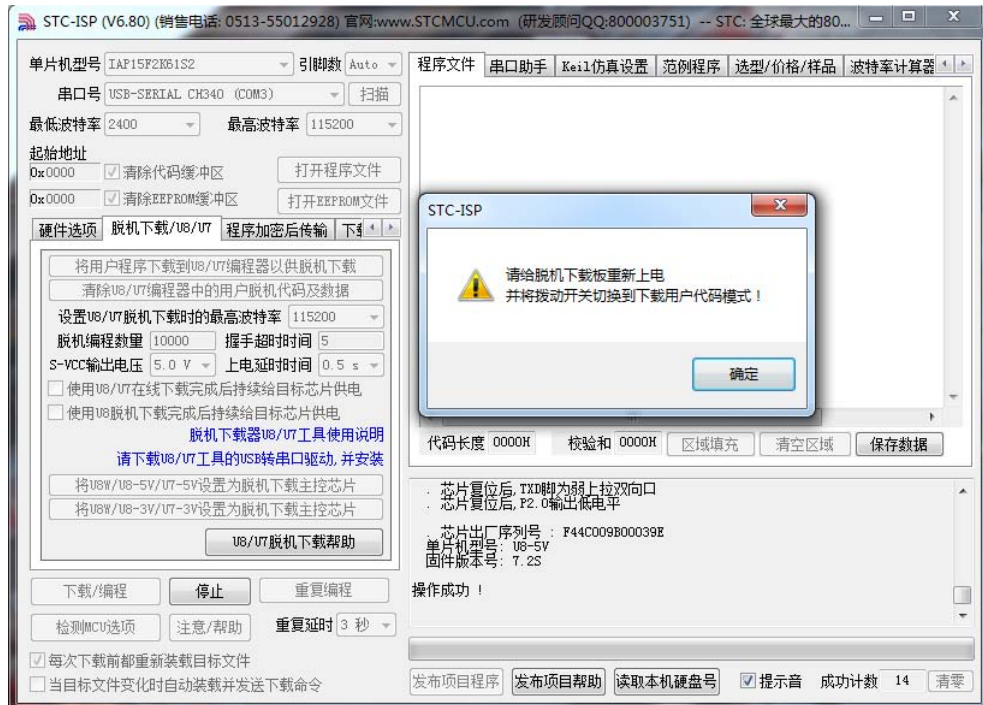 STC-ISP (V6.80) (销售电话: 0513-55012928) 官网:www.STCMCU.com (研发顾问QQ:800003751) -- STC: 全球最大的80...
单片机型号 IAP15F2K61S2 引脚数 Auto
串口号 USB-SERIAL CH340 (COM3) 扫描
最低波特率 2400 最高波特率 115200
起始地址
0x0000 清除代码缓冲区 打开程序文件
0x0000 清除EEPROM缓冲区 打开EEPROM文件
硬件选项 脱机下载/U8/U7 程序加密后传输
将用户程序下载到U8/U7编程器以供脱机下载
清除U8/U7编程器中的用户脱机代码及数据
设置U8/U7脱机下载时的最高波特率 115200
脱机编程数量 10000 握手超时时间 5
S-VCC输出电压 5.0 V 上电延时时间 0.5 s
使用U8/U7在线下载完成后持续给目标芯片供电
使用U8脱机下载完成后持续给目标芯片供电
脱机下载器U8/U7工具使用说明
请下载U8/U7工具的USB转串口驱动,并安装
将U8W/U8-5V/U7-5V设置为脱机下载主控芯片
将U8W/U8-3V/U7-3V设置为脱机下载主控芯片
U8/U7脱机下载帮助
下载/编程 停止 重复编程
检测MCU选项 注意/帮助 重复延时 3 秒
每次下载前都重新装载目标文件
当目标文件变化时自动装载并发送下载命令
程序文件 串口助手 Keil仿真设置 范例程序 选型/价格/样品 波特率计算器
STC-ISP
请给脱机下载板重新上电
并将拨动开关切换到下载用户代码模式!
确定
代码长度 0000H 校验和 0000H 区域填充 清空区域 保存数据
. 芯片复位后,TXD脚为弱上拉双向口
. 芯片复位后,P2.0输出低电平
. 芯片出厂序列号 : F44C009B00039E
单片机型号: U8-5V
固件版本号: 7.2S
操作成功 !
发布项目程序 发布项目帮助 读取本机硬盘号 提示音 成功计数 14 清零